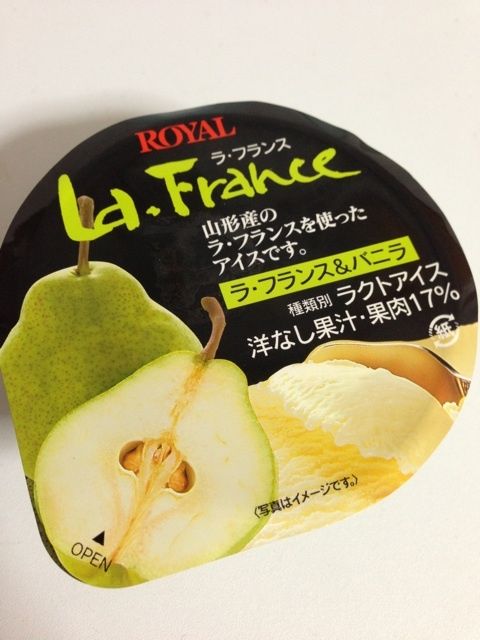 ROYAL
ラ・フランス
La.France
山形産の
ラ・フランスを使った
アイスです。
ラ・フランス&バニラ
種類別 ラクトアイス
洋なし果汁・果肉17%
紙
〈写真はイメージです。〉
▲
OPEN